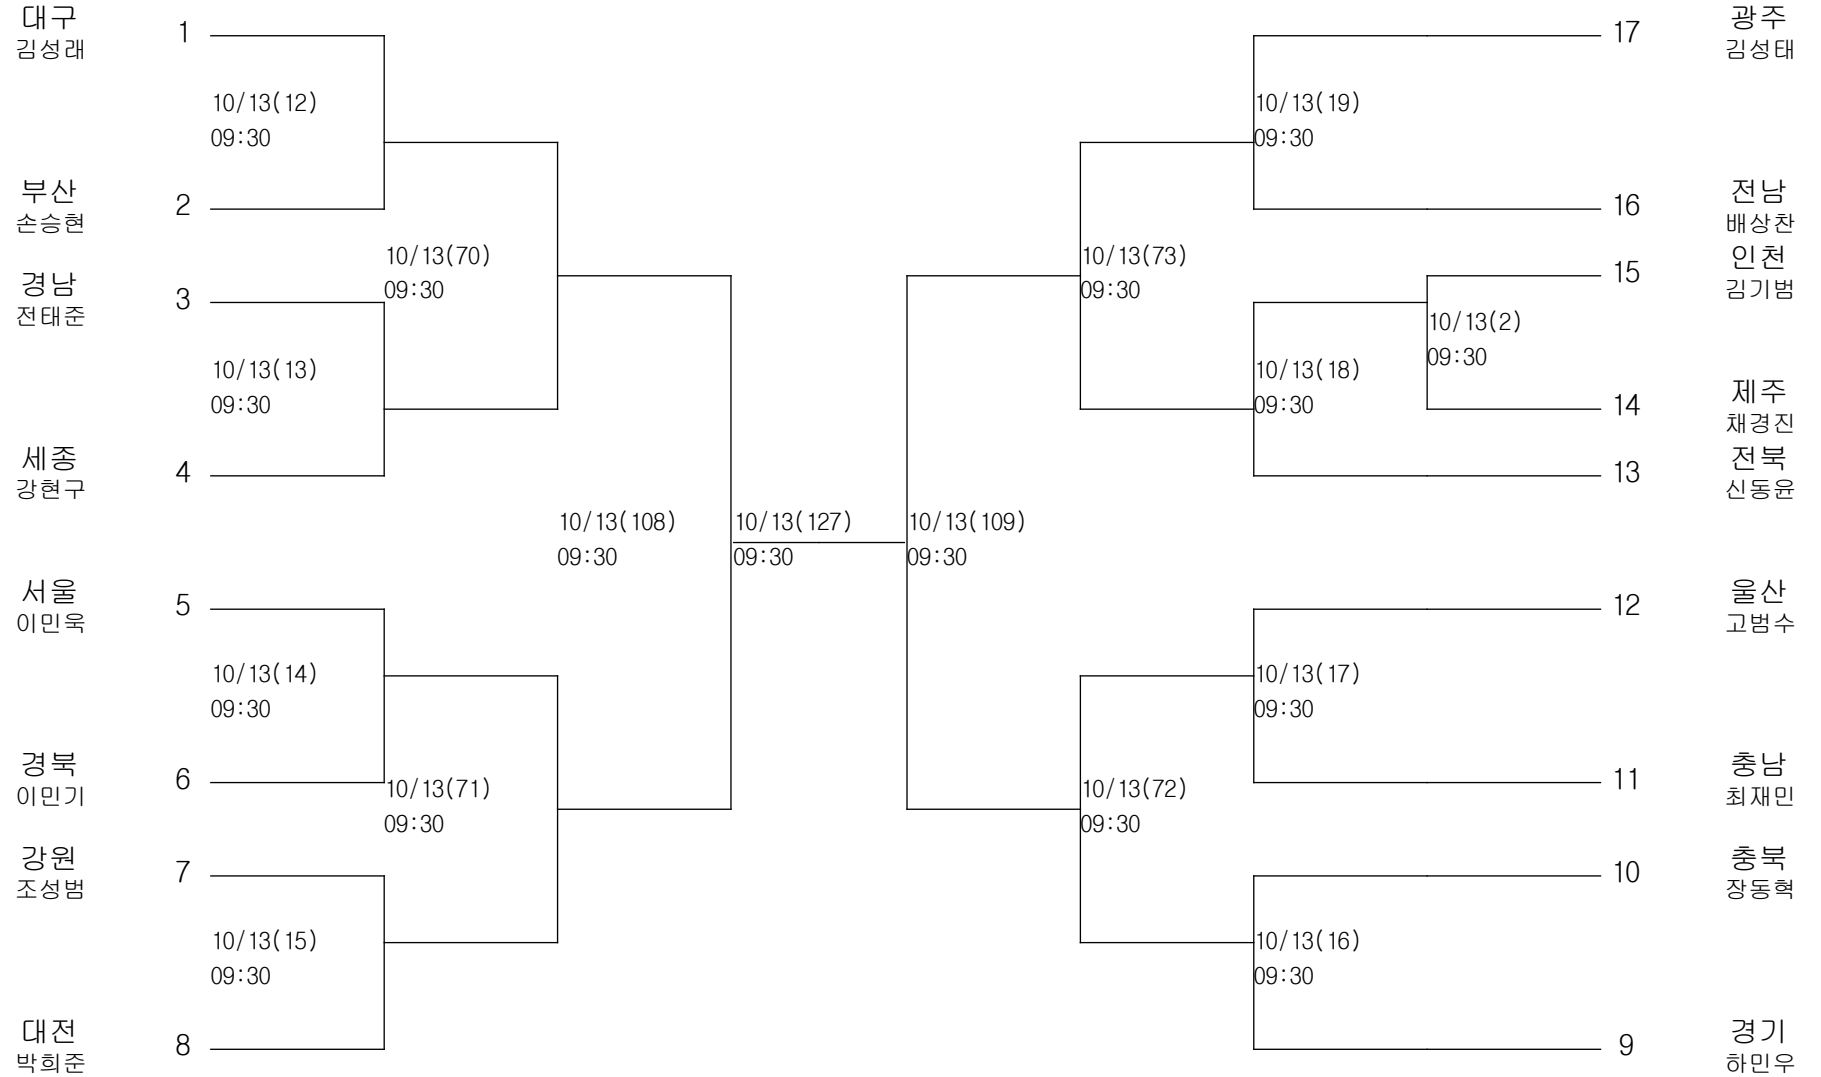 대구
김성래
1
10/13(12)
09:30
부산
손승현
2
10/13(70)
09:30
경남
전태준
3
10/13(13)
09:30
세종
강현구
4
10/13(108)
09:30
10/13(127)
09:30
서울
이민욱
5
10/13(14)
09:30
경북
이민기
6
10/13(71)
09:30
강원
조성범
7
10/13(15)
09:30
대전
박희준
8
17
광주
김성태
10/13(19)
09:30
16
전남
배상찬
10/13(73)
09:30
15
인천
김기범
10/13(2)
09:30
10/13(18)
09:30
14
제주
채경진
13
전북
신동윤
10/13(109)
09:30
12
울산
고범수
10/13(17)
09:30
11
충남
최재민
10/13(72)
09:30
10
충북
장동혁
10/13(16)
09:30
9
경기
하민우